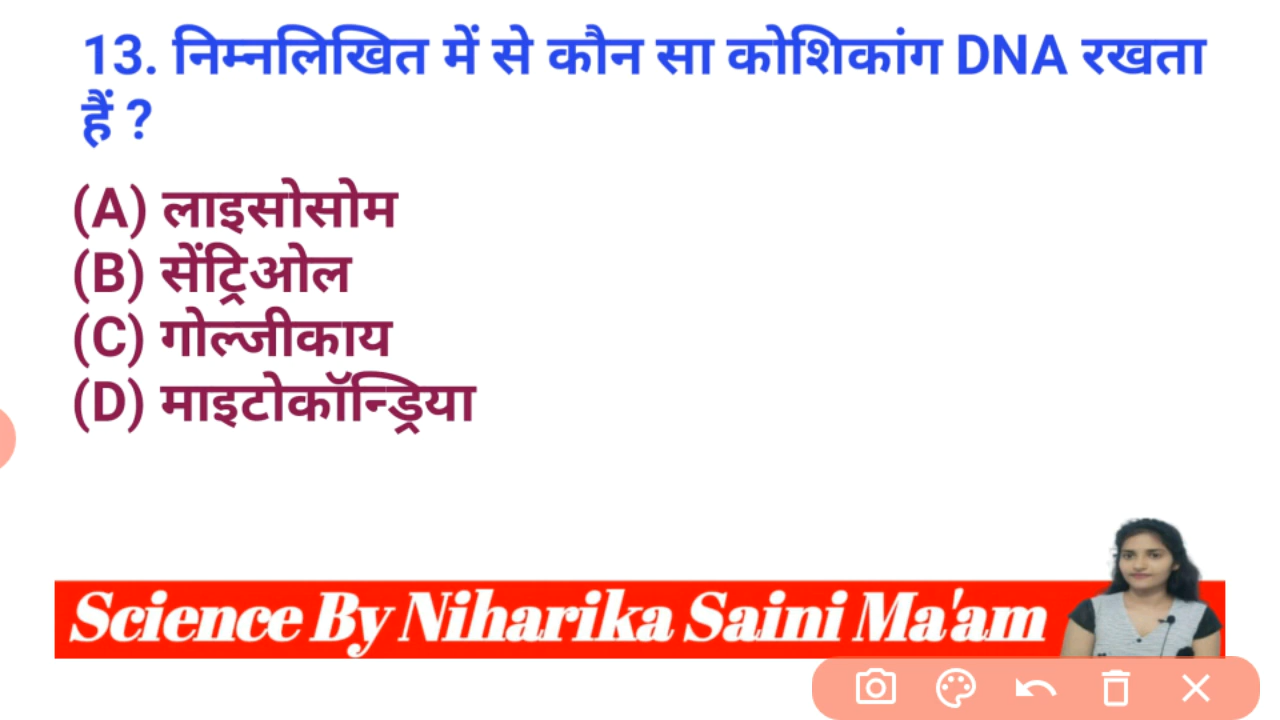 13. निम्नलिखित में से कौन सा कोशिकांग DNA रखता
हैं ?
(A) लाइसोसोम
(B) सेंट्रिओल
(C) गोल्जीकाय
(D) माइटोकॉन्ड्रिया
Science By Niharika Saini Ma'am